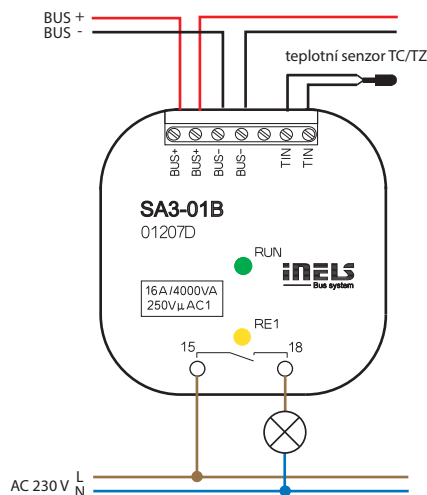 BUS +
BUS -
teplotní senzor TC/TZ
BUS+
BUS+
BUS-
BUS-
TIN
TIN
SA3-01B
01207D
RUN
iNELS
Bus system
16A/4000VA
250Vµ AC1
RE1
15
18
AC 230 V
L
N